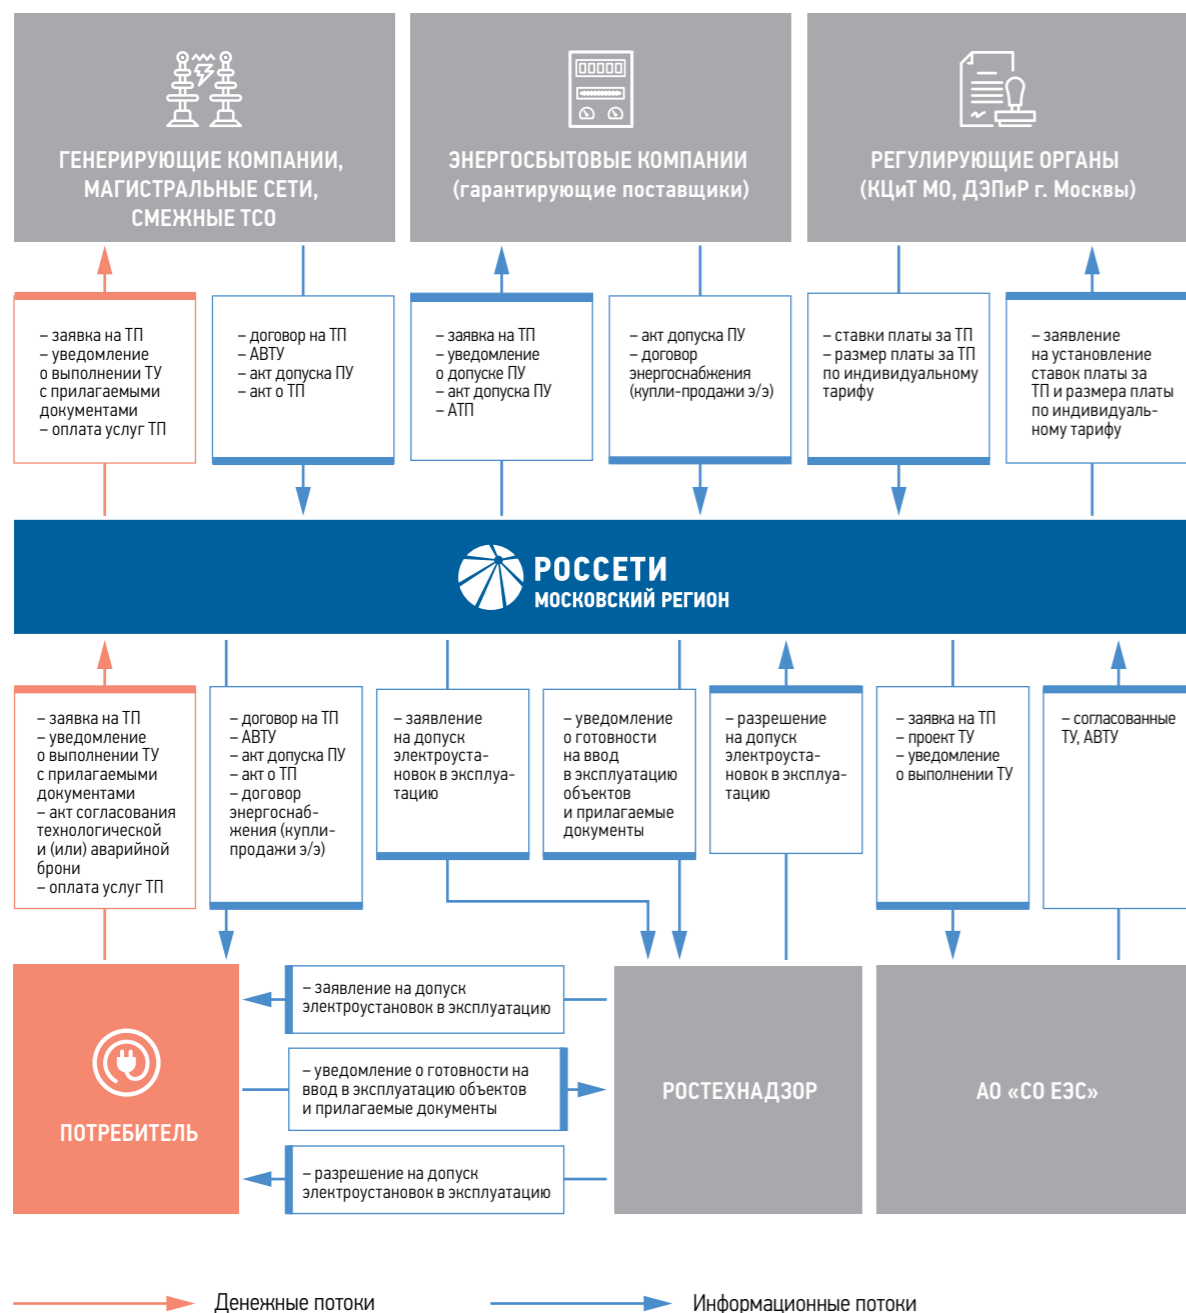 ГЕНЕРИРУЮЩИЕ КОМПАНИИ,
МАГИСТРАЛЬНЫЕ СЕТИ,
СМЕЖНЫЕ ТСО
ЭНЕРГОСБЫТОВЫЕ КОМПАНИИ
(гарантирующие поставщики)
РЕГУЛИРУЮЩИЕ ОРГАНЫ
(КЦиТ МО, ДЭПиР г. Москвы)
– заявка на ТП
– уведомление
о выполнении ТУ
с прилагаемыми
документами
– оплата услуг ТП
– договор на ТП
– АВТУ
– акт допуска ПУ
– акт о ТП
– заявка на ТП
– уведомление
о допуске ПУ
– акт допуска ПУ
– АТП
– акт допуска ПУ
– договор
энергоснабжения
(купли-продажи э/э)
– ставки платы за ТП
– размер платы за ТП
по индивидуальному
тарифу
– заявление
на установление
ставок платы за
ТП и размера платы
по индивидуаль-
ному тарифу
РОССЕТИ
МОСКОВСКИЙ РЕГИОН
– заявка на ТП
– уведомление
о выполнении ТУ
с прилагаемыми
документами
– акт согласования
технологической
и (или) аварийной
брони
– оплата услуг ТП
– договор на ТП
– АВТУ
– акт допуска ПУ
– акт о ТП
– договор
энергоснаб-
жения (купли-
продажи э/э)
– заявление
на допуск
электроуста-
новок в эксплуа-
тацию
– уведомление
о готовности
на ввод
в эксплуатацию
объектов
и прилагаемые
документы
– разрешение
на допуск
электроуста-
новок в эксплуа-
тацию
– заявка на ТП
– проект ТУ
– уведомление
о выполнении ТУ
– согласованные
ТУ, АВТУ
ПОТРЕБИТЕЛЬ
– заявление на допуск
электроустановок в эксплуатацию
– уведомление о готовности на
ввод в эксплуатацию объектов
и прилагаемые документы
– разрешение на допуск
электроустановок в эксплуатацию
РОСТЕХНАДЗОР
АО «СО ЕЭС»
Денежные потоки
Информационные потоки